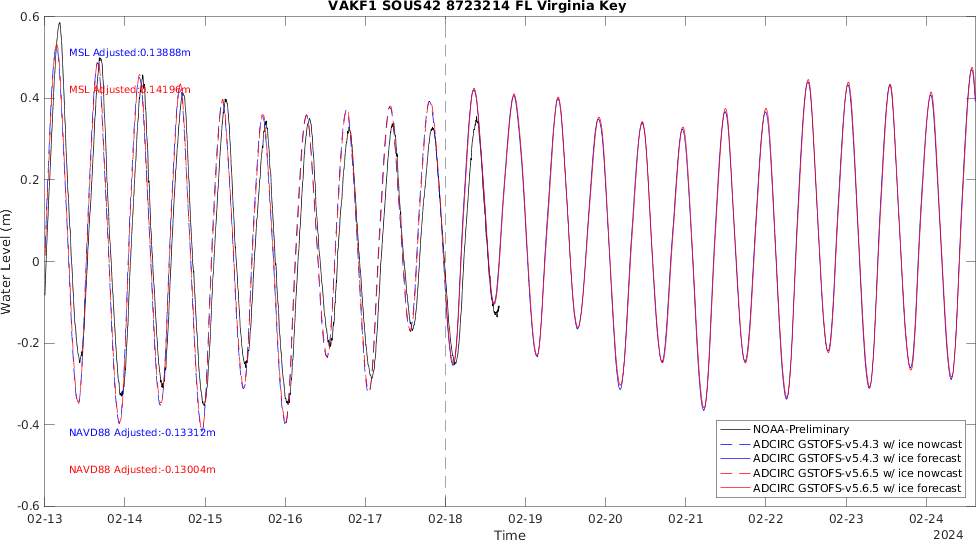 VAKF1 SOUS42 8723214 FL Virginia Key
0.6
MSL Adjusted:0.13888m
MSL Adjusted:0.14196m
0.4
0.2
0
-0.2
-0.4
-0.6
Water Level (m)
NAVD88 Adjusted:-0.13312m
NAVD88 Adjusted:-0.13004m
NOAA-Preliminary
ADCIRC GSTOFS-v5.4.3 w/ ice nowcast
ADCIRC GSTOFS-v5.4.3 w/ ice forecast
ADCIRC GSTOFS-v5.6.5 w/ ice nowcast
ADCIRC GSTOFS-v5.6.5 w/ ice forecast
02-13 02-14 02-15 02-16 02-17 02-18 02-19 02-20 02-21 02-22 02-23 02-24
Time
2024